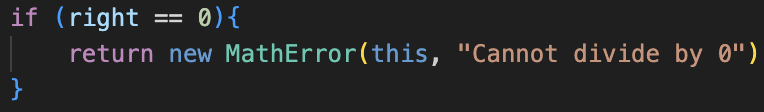 if (right == 0){
    return new MathError(this, "Cannot divide by 0")
}